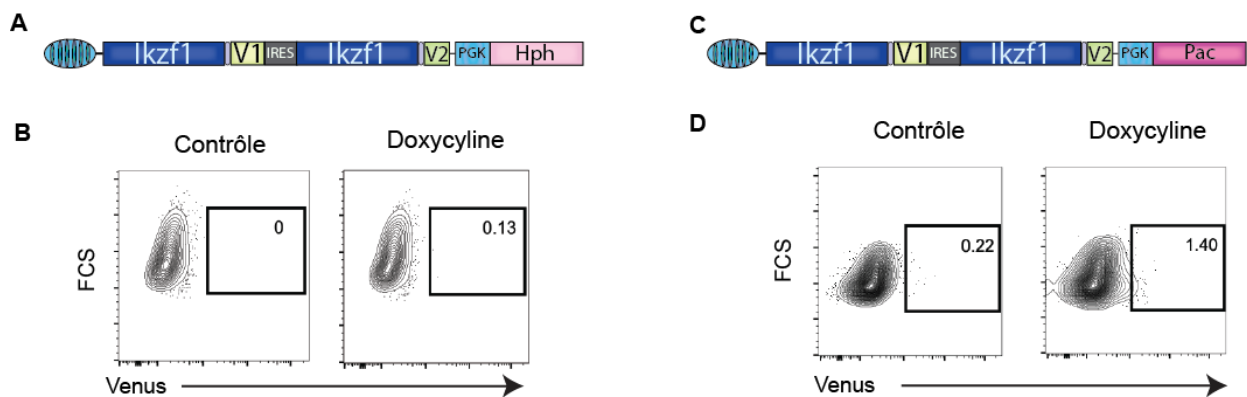 A
Ikzf1 V1 IRES Ikzf1 V2 PGK Hph
B
Contrôle Doxycyline
0 0.13
FCS
Venus
C
Ikzf1 V1 IRES Ikzf1 V2 PGK Pac
D
Contrôle Doxycyline
0.22 1.40
FCS
Venus